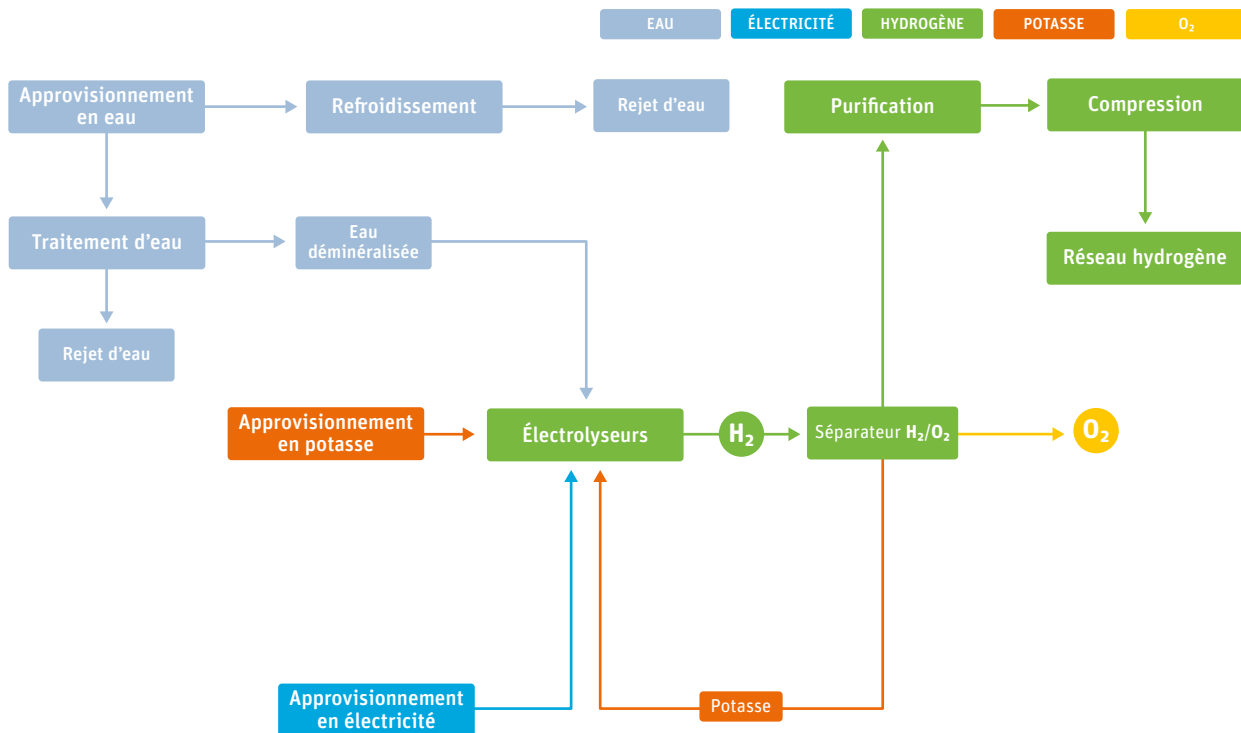 EAU
ÉLECTRICITÉ
HYDROGÈNE
POTASSE
O₂
Approvisionnement
en eau
Refroidissement
Rejet d'eau
Purification
Compression
Traitement d'eau
Eau
déminéralisée
Réseau hydrogène
Rejet d'eau
Approvisionnement
en potasse
Électrolyseurs
H₂
Séparateur H₂/O₂
O₂
Approvisionnement
en électricité
Potasse